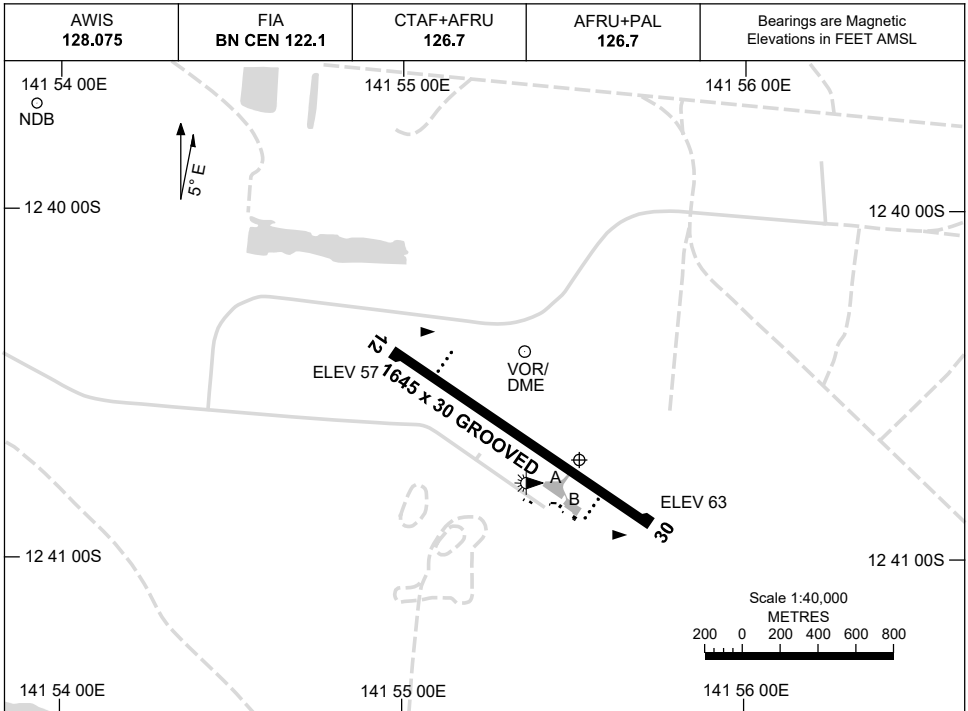 AWIS
128.075
FIA
BN CEN 122.1
CTAF+AFRU
126.7
AFRU+PAL
126.7
Bearings are Magnetic
Elevations in FEET AMSL
141 54 00E
141 55 00E
141 56 00E
NDB
5° E
12 40 00S
12 40 00S
12
VOR/
DME
ELEV 57
1645 x 30 GROOVED
A
B
ELEV 63
30
12 41 00S
12 41 00S
Scale 1:40,000
METRES
200 0 200 400 600 800
141 54 00E
141 55 00E
141 56 00E